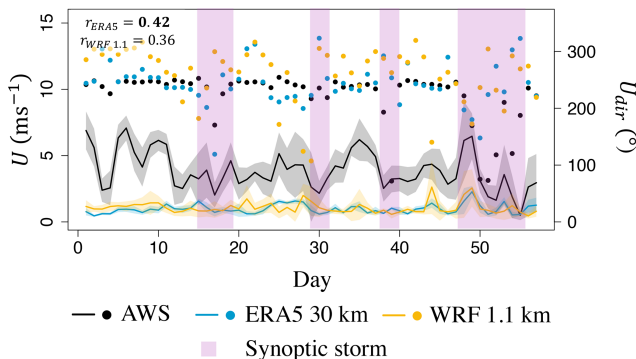 r_ERA5 = 0.42
r_WRF 1.1 = 0.36
15
10
5
0
U (ms⁻¹)
300
200
100
0
U_dir (°)
1 10 20 30 40 50
Day
AWS ERA5 30 km WRF 1.1 km
Synoptic storm